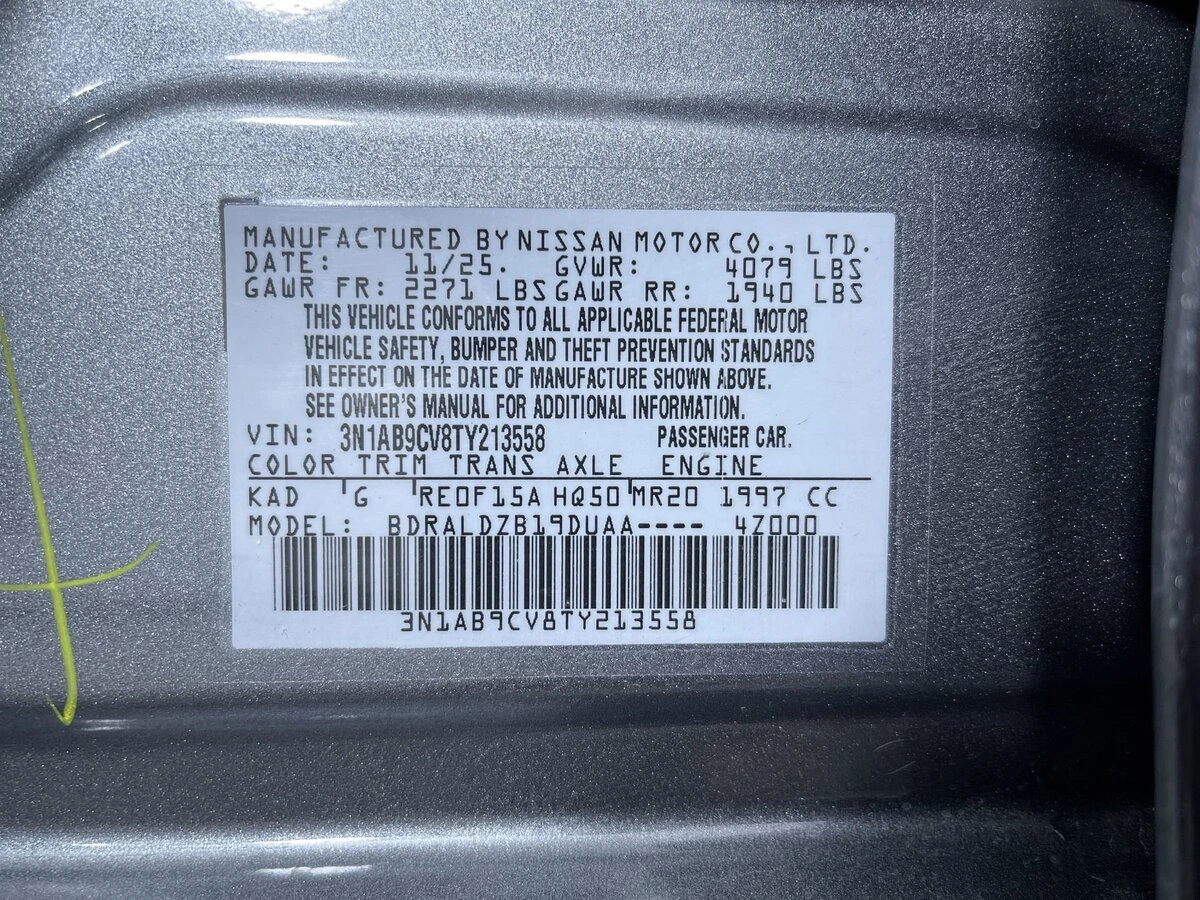 MANUFACTURED BY NISSAN MOTOR CO., LTD.
DATE: 11/25. GVWR: 4079 LBS
GAWR FR: 2271 LBS GAWR RR: 1940 LBS
THIS VEHICLE CONFORMS TO ALL APPLICABLE FEDERAL MOTOR
VEHICLE SAFETY, BUMPER AND THEFT PREVENTION STANDARDS
IN EFFECT ON THE DATE OF MANUFACTURE SHOWN ABOVE.
SEE OWNER'S MANUAL FOR ADDITIONAL INFORMATION.
VIN: 3N1AB9CV8TY213558 PASSENGER CAR.
COLOR TRIM TRANS AXLE ENGINE
KAD G RE0F15A HQ50 MR20 1997 CC
MODEL: BDRALDZB19DUAA---- 4Z000
3N1AB9CV8TY213558